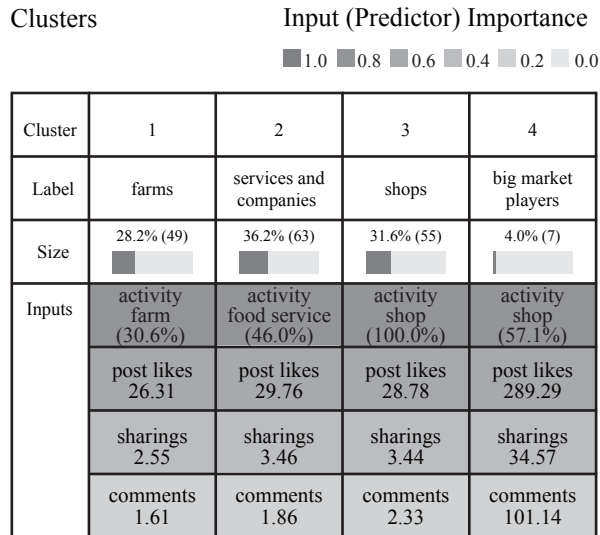 Clusters
Input (Predictor) Importance
1.0 0.8 0.6 0.4 0.2 0.0
Cluster 1 2 3 4
Label farms services and companies shops big market players
Size 28.2% (49) 36.2% (63) 31.6% (55) 4.0% (7)
Inputs
activity farm (30.6%) activity food service (46.0%) activity shop (100.0%) activity shop (57.1%)
post likes 26.31 post likes 29.76 post likes 28.78 post likes 289.29
sharings 2.55 sharings 3.46 sharings 3.44 sharings 34.57
comments 1.61 comments 1.86 comments 2.33 comments 101.14